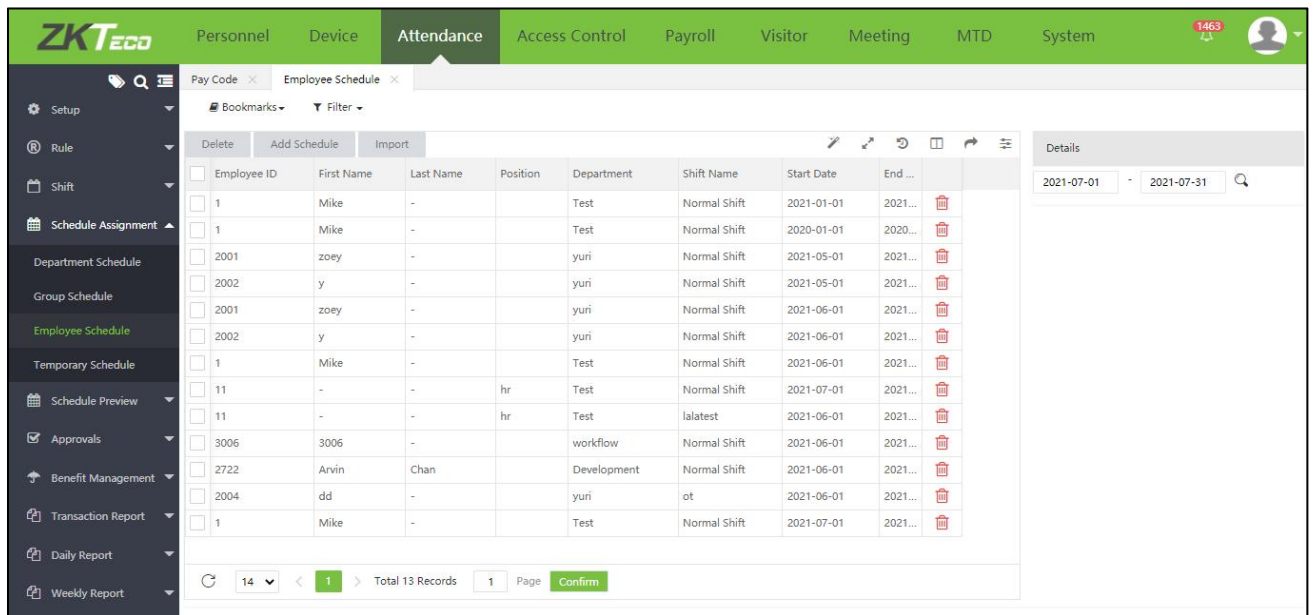 ZKTeco Personnel Device Attendance Access Control Payroll Visitor Meeting MTD System 1463
Pay Code Employee Schedule
Bookmarks Filter
Setup
Rule
Shift
Schedule Assignment
Department Schedule
Group Schedule
Employee Schedule
Temporary Schedule
Schedule Preview
Approvals
Benefit Management
Transaction Report
Daily Report
Weekly Report
Delete Add Schedule Import
Employee ID First Name Last Name Position Department Shift Name Start Date End ...
1 Mike - Test Normal Shift 2021-01-01 2021...
1 Mike - Test Normal Shift 2020-01-01 2020...
2001 zoey - yuri Normal Shift 2021-05-01 2021...
2002 y - yuri Normal Shift 2021-05-01 2021...
2001 zoey - yuri Normal Shift 2021-06-01 2021...
2002 y - yuri Normal Shift 2021-06-01 2021...
1 Mike - Test Normal Shift 2021-06-01 2021...
11 - - hr Test Normal Shift 2021-07-01 2021...
11 - - hr Test lalatest 2021-06-01 2021...
3006 3006 - workflow Normal Shift 2021-06-01 2021...
2722 Arvin Chan Development Normal Shift 2021-06-01 2021...
2004 dd - yuri ot 2021-06-01 2021...
1 Mike - Test Normal Shift 2021-07-01 2021...
14 < 1 > Total 13 Records 1 Page Confirm
Details
2021-07-01 - 2021-07-31